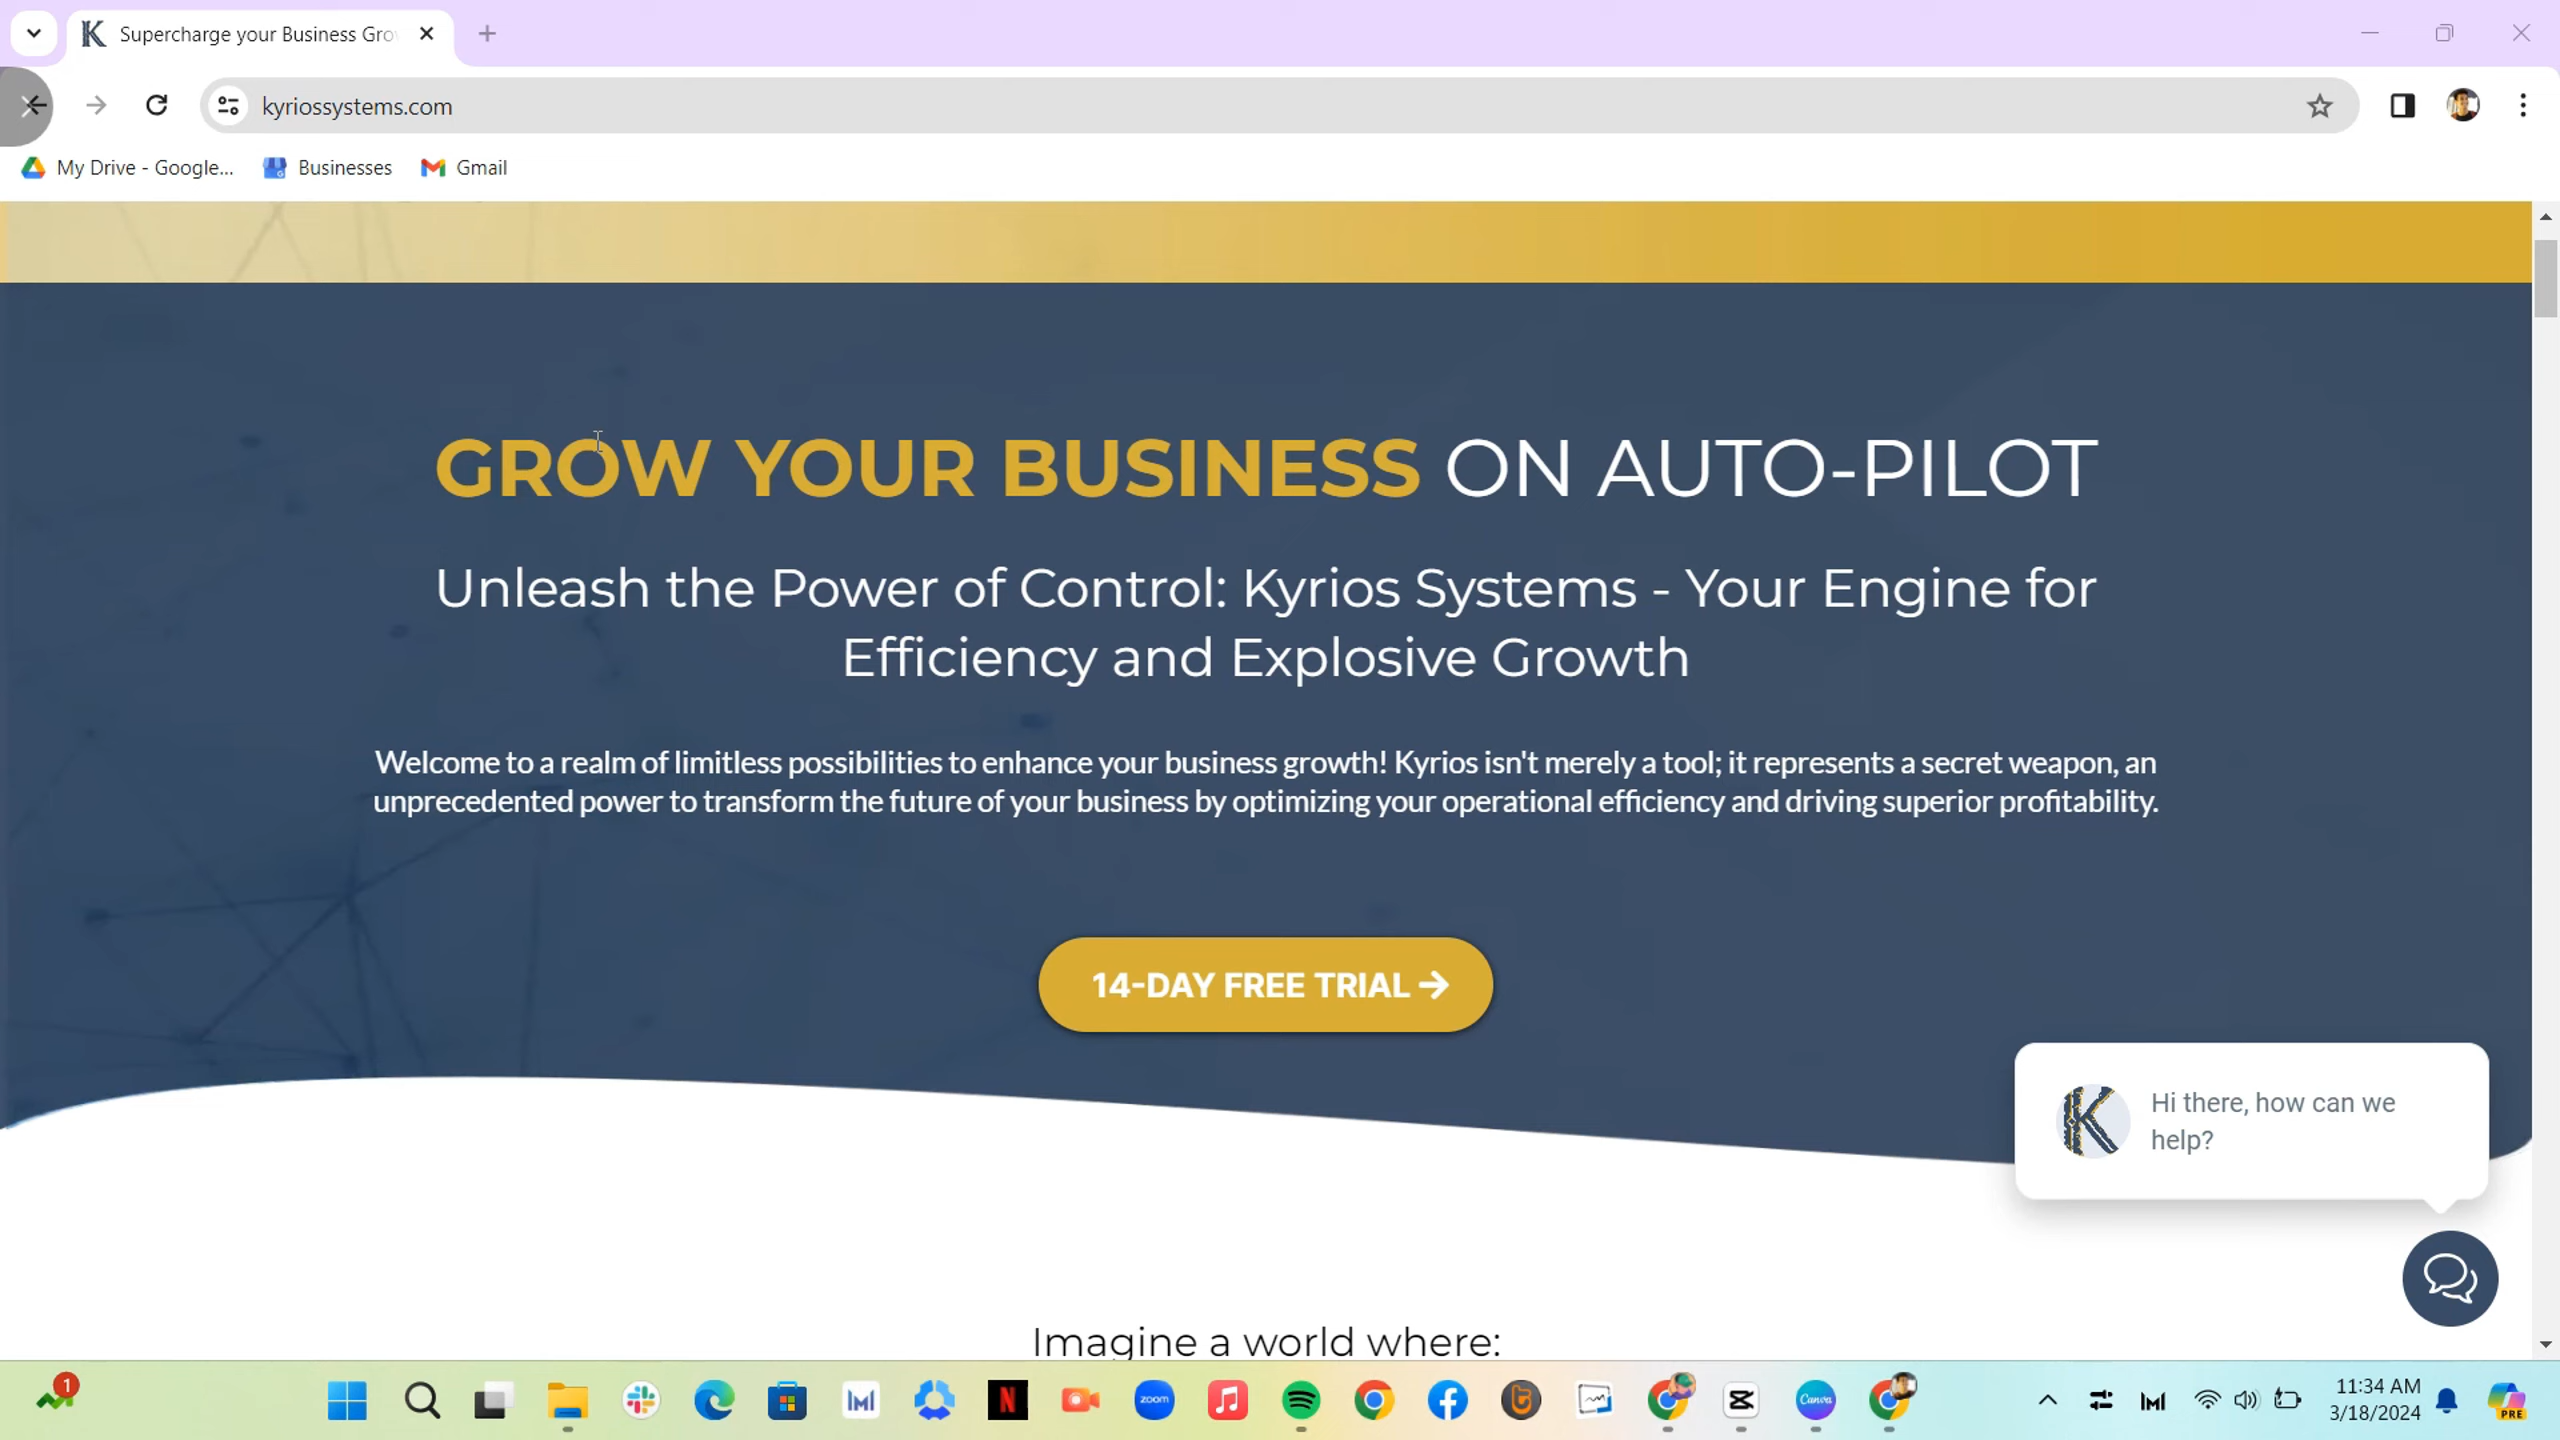 Supercharge your Business Gro
kyriossystems.com
My Drive - Google...
Businesses
Gmail
GROW YOUR BUSINESS ON AUTO-PILOT
Unleash the Power of Control: Kyrios Systems - Your Engine for
Efficiency and Explosive Growth
Welcome to a realm of limitless possibilities to enhance your business growth! Kyrios isn't merely a tool; it represents a secret weapon, an
unprecedented power to transform the future of your business by optimizing your operational efficiency and driving superior profitability.
14-DAY FREE TRIAL →
Hi there, how can we
help?
Imagine a world where:
1
zoom
Canva
11:34 AM
3/18/2024
PRE